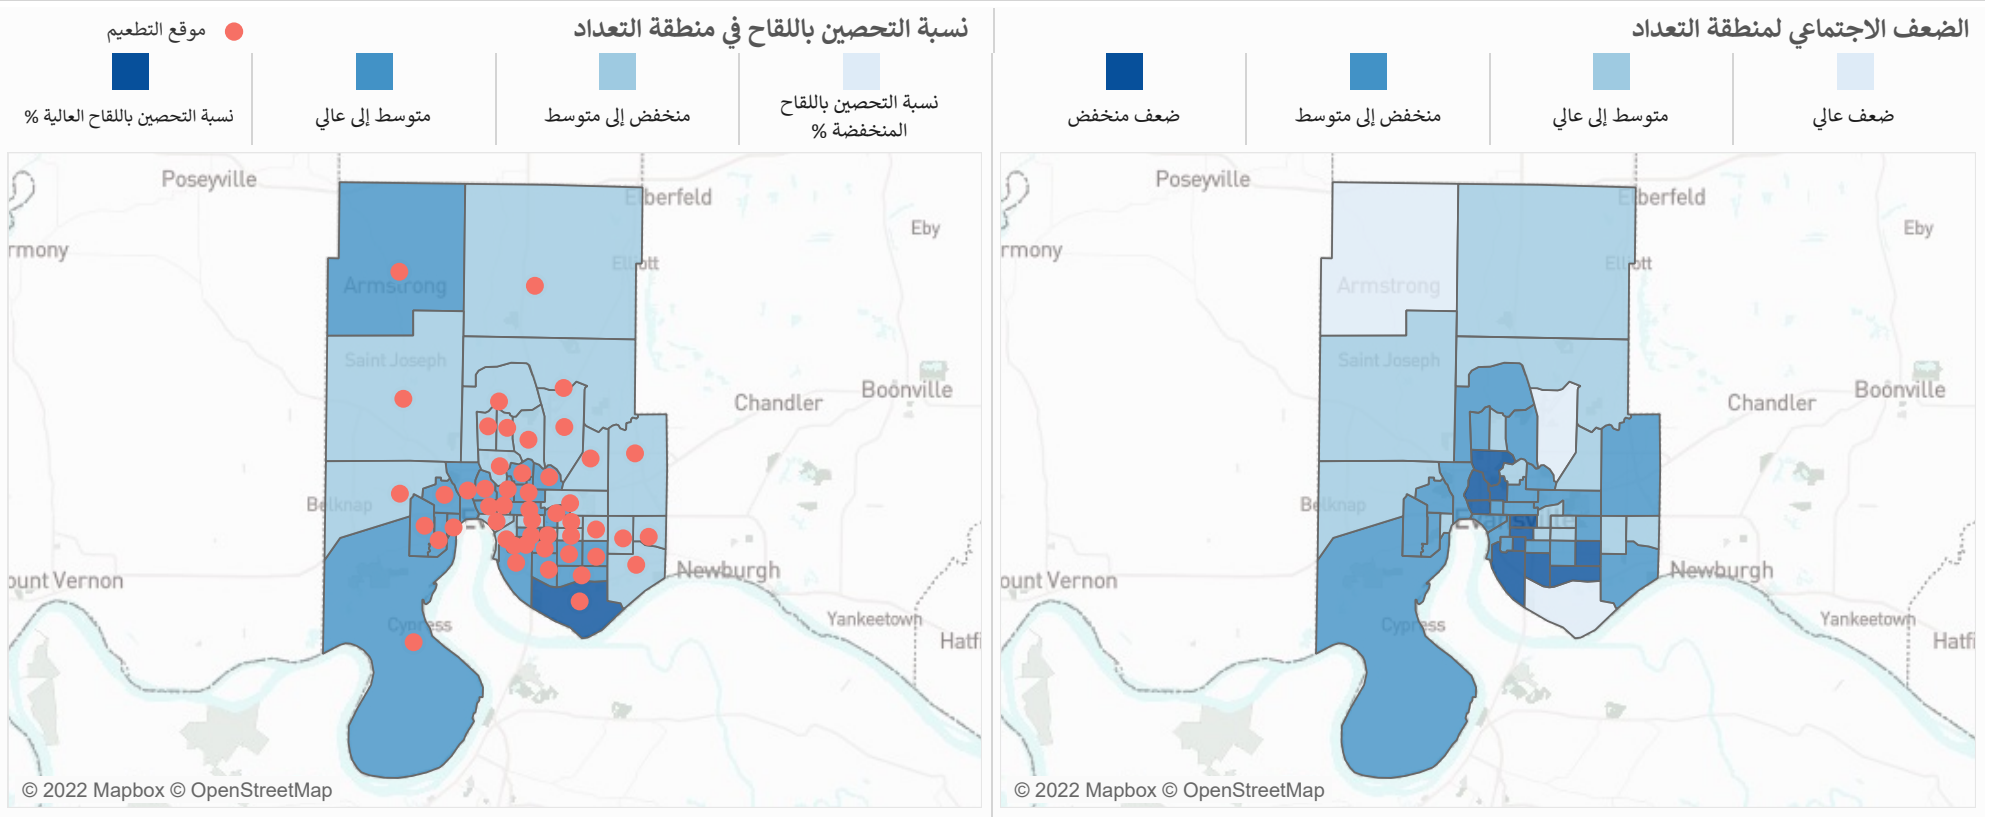 الضعف الاجتماعي لمنطقة التعداد
ضعف عالي
متوسط إلى عالي
منخفض إلى متوسط
ضعف منخفض
نسبة التحصين باللقاح في منطقة التعداد
موقع التطعيم
نسبة التحصين باللقاح
المنخفضة %
منخفض إلى متوسط
متوسط إلى عالي
نسبة التحصين باللقاح العالية %
Poseyville
Elberfeld
Eby
rmony
Elliott
Armstrong
Saint Joseph
Boonville
Chandler
Belknap
Evansville
ount Vernon
Newburgh
Cypress
Yankeetown
Hatfi
© 2022 Mapbox © OpenStreetMap
Poseyville
Elberfeld
Eby
rmony
Elliott
Armstrong
Saint Joseph
Boonville
Chandler
Belknap
ount Vernon
Newburgh
Cypress
Yankeetown
Hatfi
© 2022 Mapbox © OpenStreetMap